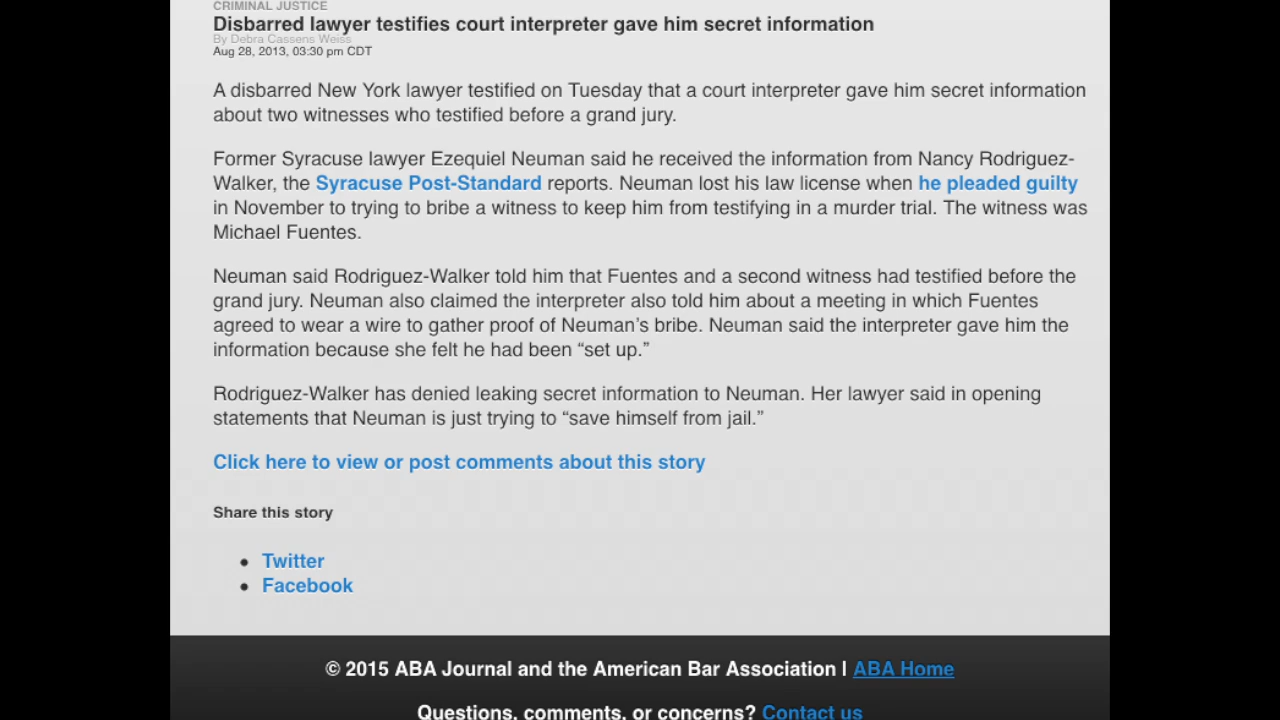 CRIMINAL JUSTICE
Disbarred lawyer testifies court interpreter gave him secret information
By Debra Cassens Weiss
Aug 28, 2013, 03:30 pm CDT
A disbarred New York lawyer testified on Tuesday that a court interpreter gave him secret information
about two witnesses who testified before a grand jury.
Former Syracuse lawyer Ezequiel Neuman said he received the information from Nancy Rodriguez-
Walker, the Syracuse Post-Standard reports. Neuman lost his law license when he pleaded guilty
in November to trying to bribe a witness to keep him from testifying in a murder trial. The witness was
Michael Fuentes.
Neuman said Rodriguez-Walker told him that Fuentes and a second witness had testified before the
grand jury. Neuman also claimed the interpreter also told him about a meeting in which Fuentes
agreed to wear a wire to gather proof of Neuman’s bribe. Neuman said the interpreter gave him the
information because she felt he had been “set up.”
Rodriguez-Walker has denied leaking secret information to Neuman. Her lawyer said in opening
statements that Neuman is just trying to “save himself from jail.”
Click here to view or post comments about this story
Share this story
• Twitter
• Facebook
© 2015 ABA Journal and the American Bar Association | ABA Home
Questions, comments, or concerns? Contact us